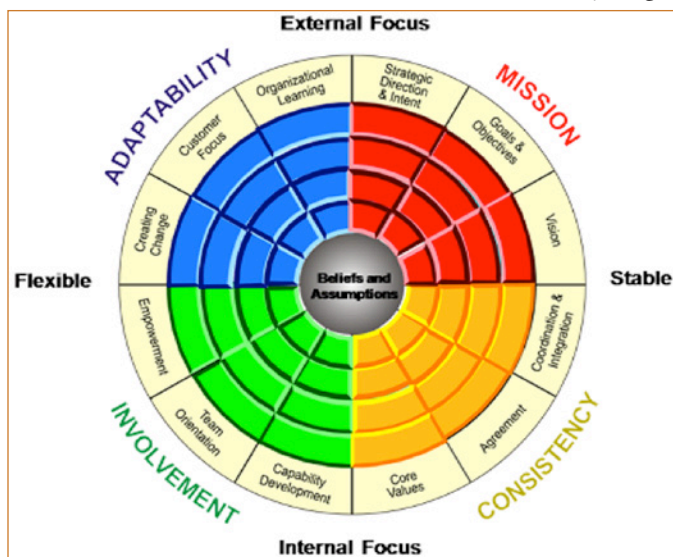 External Focus
ADAPTABILITY
MISSION
Organizational
Learning
Strategic
Direction
& Intent
Customer
Focus
Goals &
Objectives
Creating
Change
Vision
Flexible
Beliefs and
Assumptions
Stable
Empowerment
Coordination &
Integration
Team
Orientation
Agreement
Capability
Development
Core
Values
INVOLVEMENT
CONSISTENCY
Internal Focus